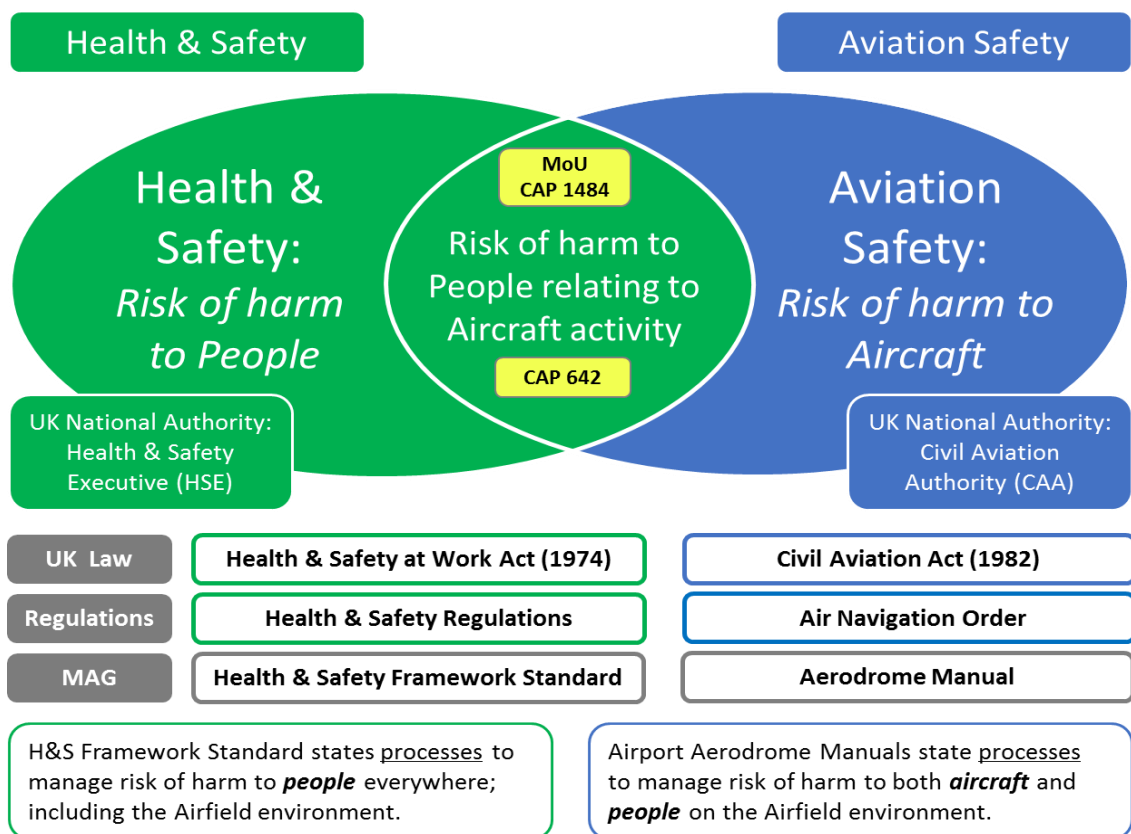 Health & Safety
Aviation Safety
Health &
Safety:
Risk of harm
to People
MoU
CAP 1484
Risk of harm to
People relating to
Aircraft activity
CAP 642
Aviation
Safety:
Risk of harm to
Aircraft
UK National Authority:
Health & Safety
Executive (HSE)
UK National Authority:
Civil Aviation
Authority (CAA)
UK Law
Health & Safety at Work Act (1974)
Civil Aviation Act (1982)
Regulations
Health & Safety Regulations
Air Navigation Order
MAG
Health & Safety Framework Standard
Aerodrome Manual
H&S Framework Standard states processes to
manage risk of harm to people everywhere;
including the Airfield environment.
Airport Aerodrome Manuals state processes
to manage risk of harm to both aircraft and
people on the Airfield environment.